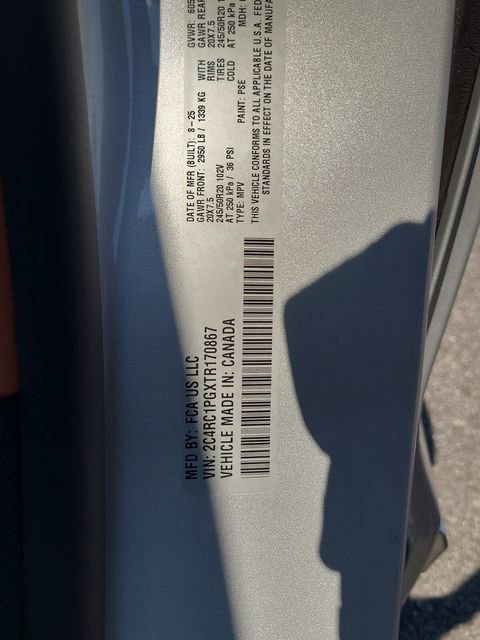 MFD BY: FCA US LLC
VIN: 2C4RC1PGXTR170867
VEHICLE MADE IN: CANADA
DATE OF MFR (BUILT): 8-25
GAWR FRONT: 2950 LB / 1339 KG WITH
20X7.5 RIMS
245/50R20 102V TIRES
AT 250 kPa / 36 PSI COLD
TYPE: MPV PAINT: PSE
THIS VEHICLE CONFORMS TO ALL APPLICABLE U.S.A.
STANDARDS IN EFFECT ON THE DATE OF
GVWR:
GAWR REAR
20X7.5
245/50R20
AT 250 kPa
MDH: